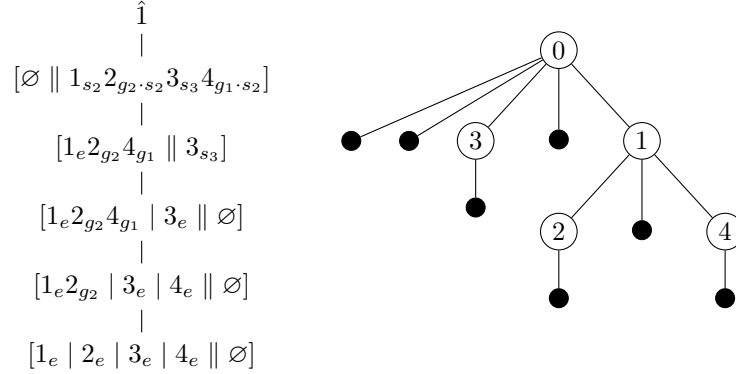 1̂
[∅ ∥ 1_{s_2}2_{g_2·s_2}3_{s_3}4_{g_1·s_2}]
[1_e2_{g_2}4_{g_1} ∥ 3_{s_3}]
[1_e2_{g_2}4_{g_1} | 3_e ∥ ∅]
[1_e2_{g_2} | 3_e | 4_e ∥ ∅]
[1_e | 2_e | 3_e | 4_e ∥ ∅]
0
3
1
2
4